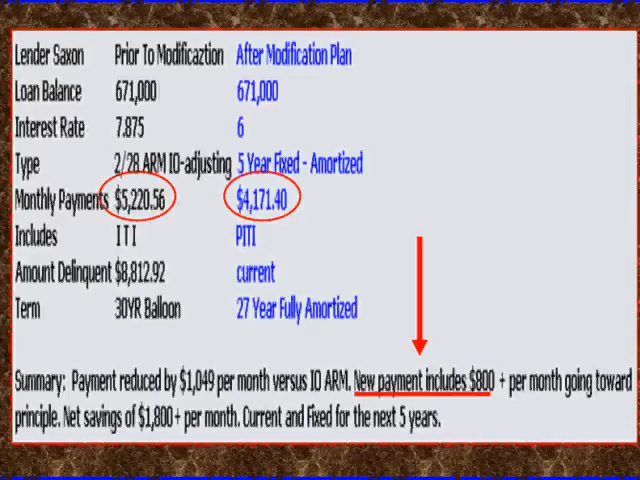 Lender Saxon Prior To Modificaztion After Modification Plan
Loan Balance 671,000 671,000
Interest Rate 7.875 6
Type 2/28 ARM IO-adjusting 5 Year Fixed - Amortized
Monthly Payments $5,220.56 $4,171.40
Includes I T I PITI
Amount Delinquent $8,812.92 current
Term 30YR Balloon 27 Year Fully Amortized
Summary: Payment reduced by $1,049 per month versus IO ARM. New payment includes $800 + per month going toward
principle. Net savings of $1,800+ per month. Current and Fixed for the next 5 years.